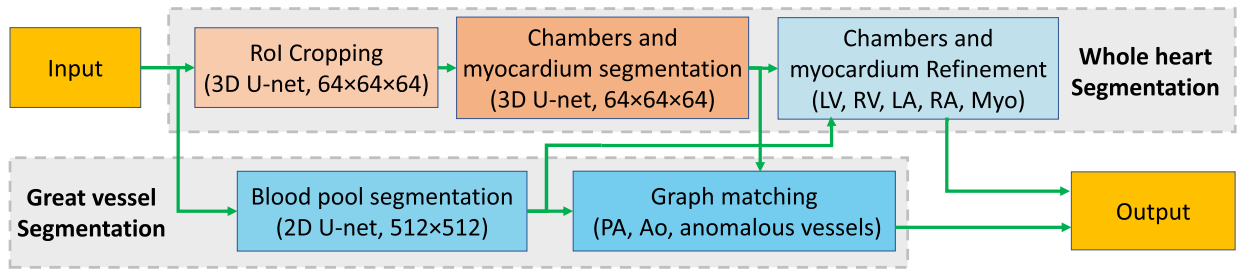 Input
RoI Cropping
(3D U-net, 64×64×64)
Chambers and
myocardium segmentation
(3D U-net, 64×64×64)
Chambers and
myocardium Refinement
(LV, RV, LA, RA, Myo)
Whole heart
Segmentation
Great vessel
Segmentation
Blood pool segmentation
(2D U-net, 512×512)
Graph matching
(PA, Ao, anomalous vessels)
Output